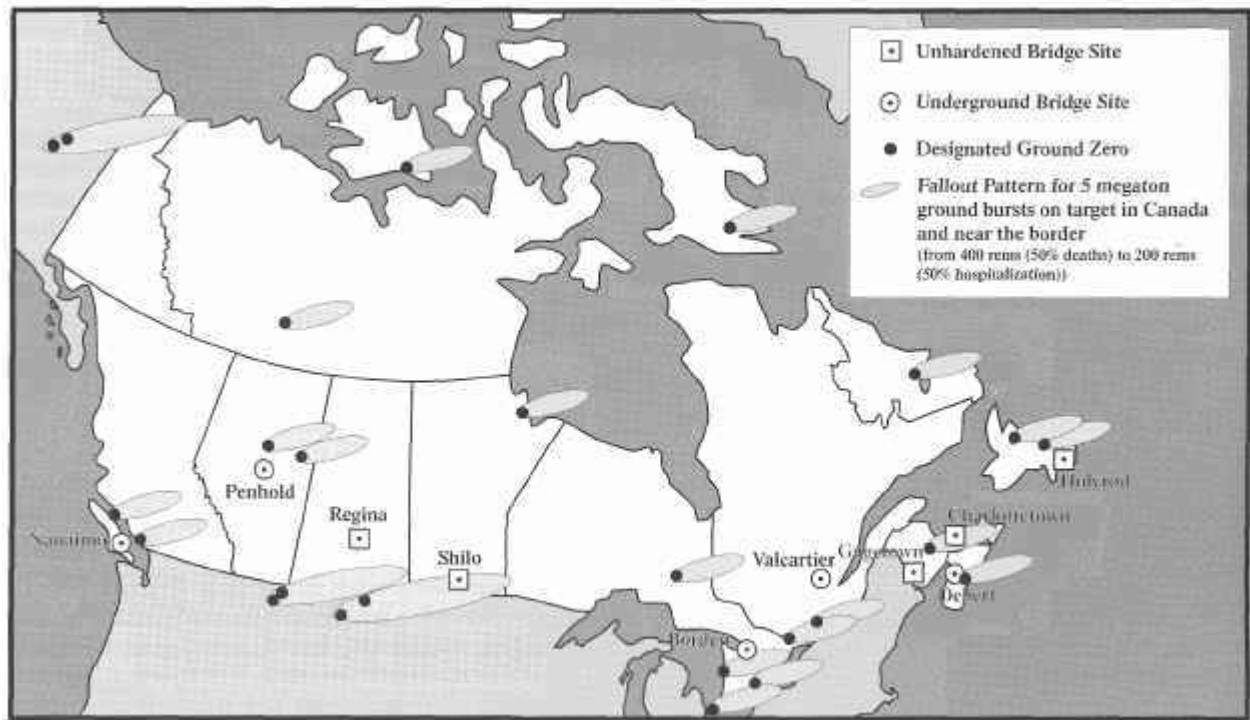 Unhardened Bridge Site
Underground Bridge Site
Designated Ground Zero
Fallout Pattern for 5 megaton
ground bursts on target in Canada
and near the border
(from 400 rems (50% deaths) to 200 rems
(50% hospitalization))
Penhold
Holyrod
Regina
Charlottetown
Nanaimo
Shilo
Valcartier
Gagetown
Desert
Borden